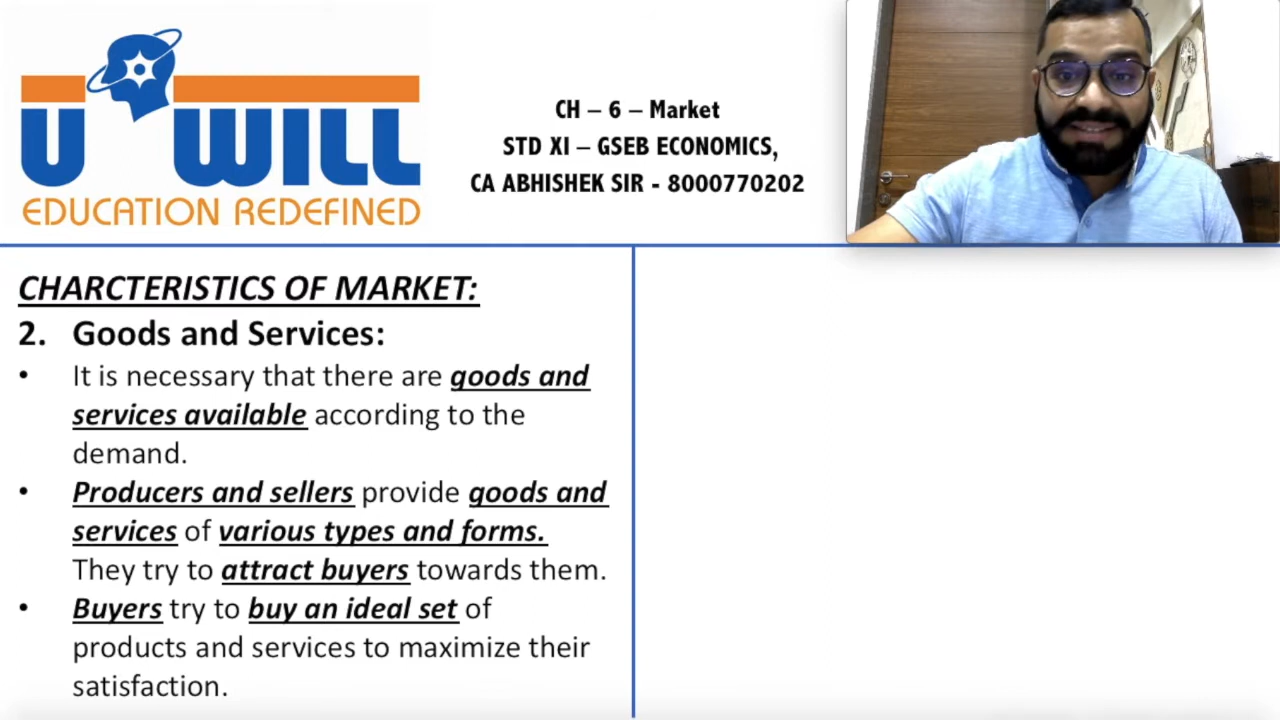 U WILL
EDUCATION REDEFINED
CH – 6 – Market
STD XI – GSEB ECONOMICS,
CA ABHISHEK SIR - 8000770202
CHARCTERISTICS OF MARKET:
2. Goods and Services:
• It is necessary that there are goods and
services available according to the
demand.
• Producers and sellers provide goods and
services of various types and forms.
They try to attract buyers towards them.
• Buyers try to buy an ideal set of
products and services to maximize their
satisfaction.